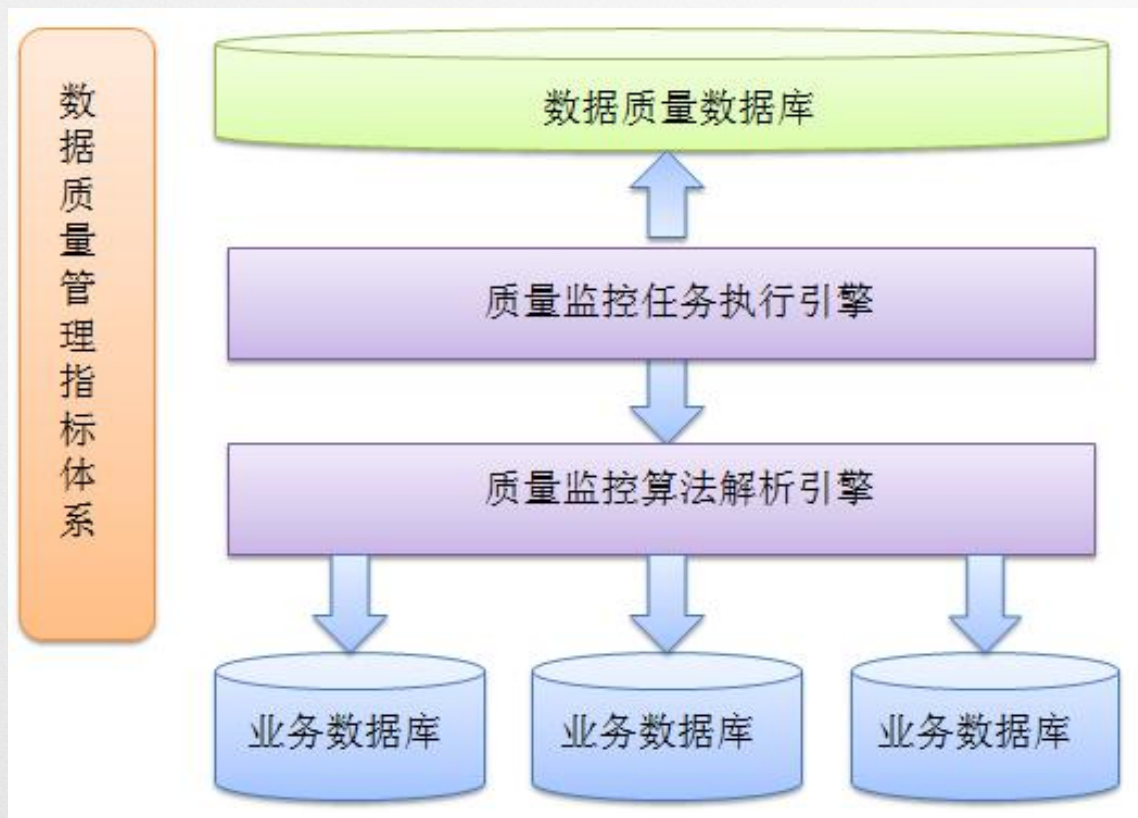 数据质量管理指标体系
数据质量数据库
质量监控任务执行引擎
质量监控算法解析引擎
业务数据库
业务数据库
业务数据库